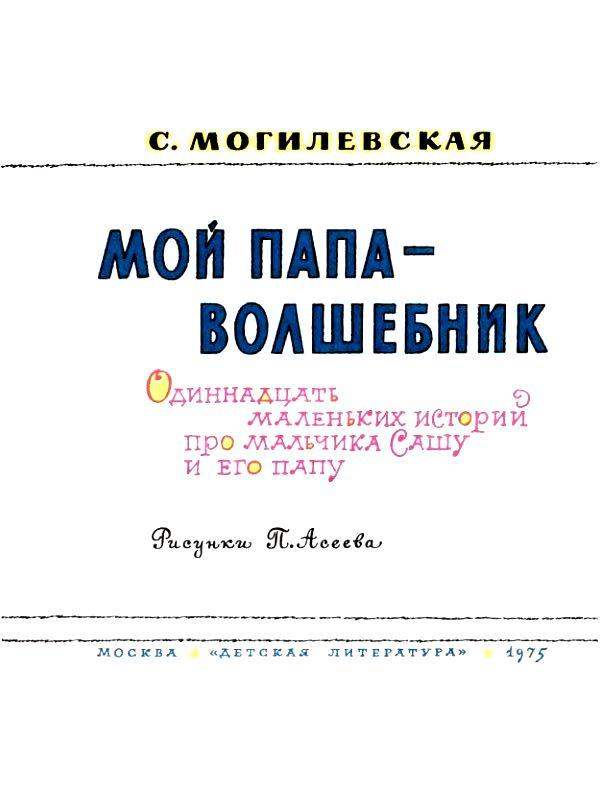 С. МОГИЛЕВСКАЯ
МОЙ ПАПА –
ВОЛШЕБНИК
Одиннадцать
маленьких историй
про мальчика Сашу
и его папу
Рисунки П. Асеева
МОСКВА • «ДЕТСКАЯ ЛИТЕРАТУРА» • 1975